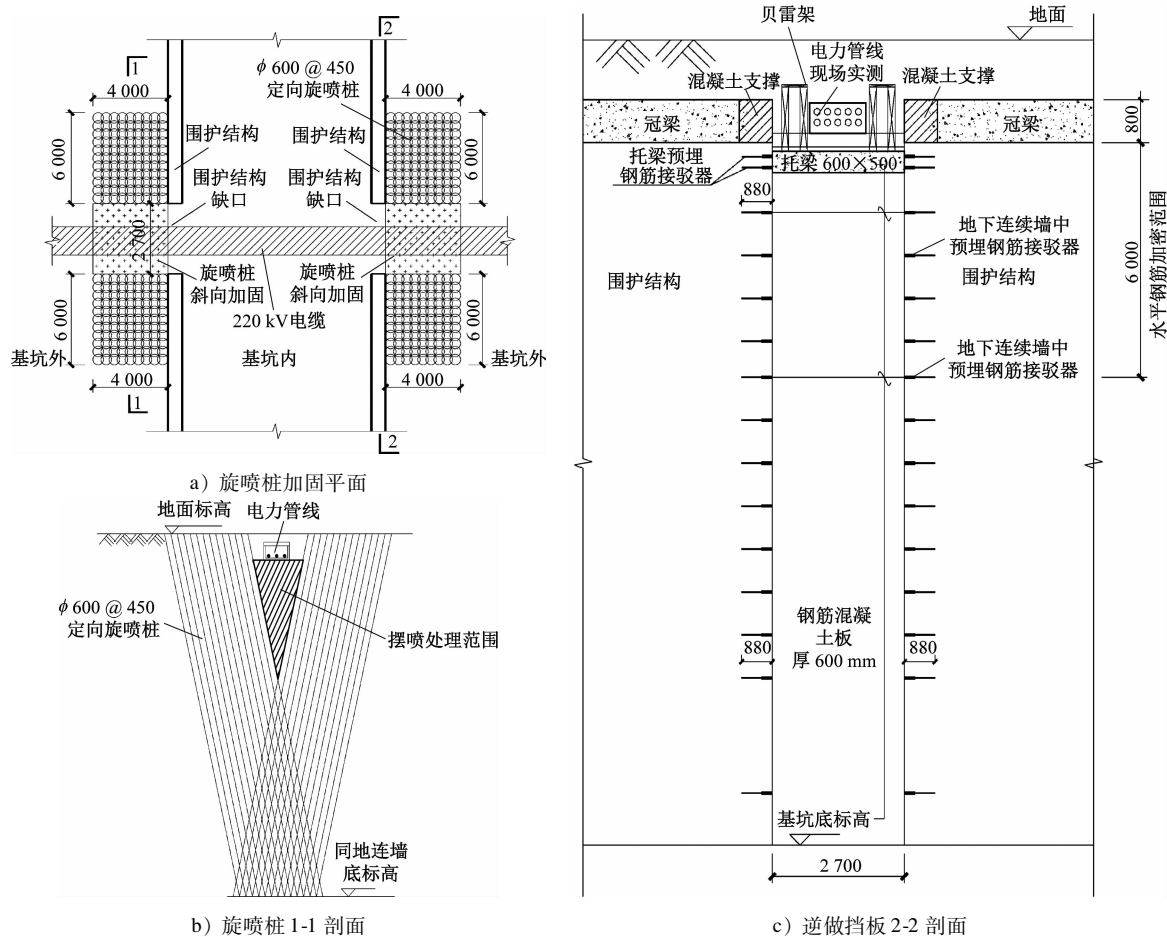 2
1
ϕ600@450
定向旋喷桩
4 000
4 000
围护结构
围护结构
6 000
6 000
围护结构
缺口
围护结构
缺口
2 700
旋喷桩
斜向加固
旋喷桩
斜向加固
220 kV电缆
6 000
6 000
基坑外
基坑内
基坑外
4 000
4 000
1
2
a）旋喷桩加固平面
地面标高
电力管线
ϕ600@450
定向旋喷桩
摆喷处理范围
同地连墙
底标高
b）旋喷桩 1-1 剖面
贝雷架
地面
电力管线
现场实测
混凝土支撑
混凝土支撑
冠梁
冠梁
800
托梁预埋
钢筋接驳器
托梁 600×500
880
地下连续墙中
预埋钢筋接驳器
围护结构
围护结构
6 000
水平钢筋加密范围
地下连续墙中
预埋钢筋接驳器
钢筋混凝
土板
厚 600 mm
880
880
基坑底标高
2 700
c）逆做挡板 2-2 剖面